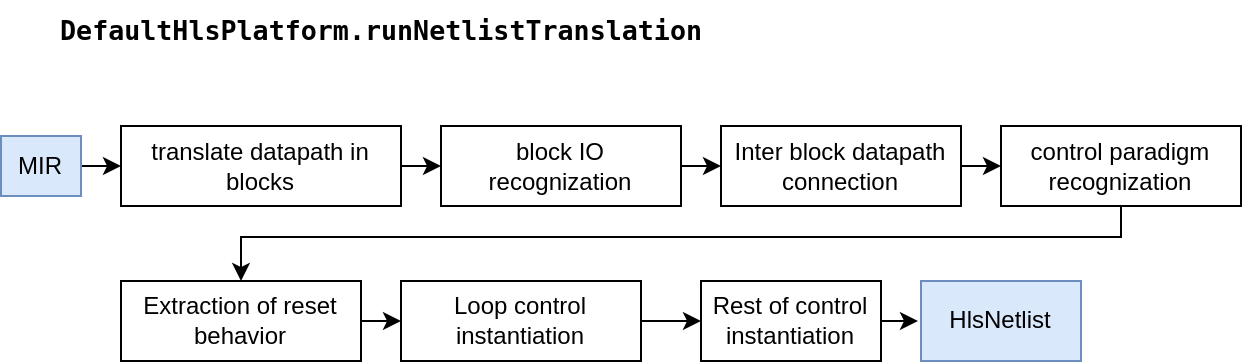 DefaultHlsPlatform.runNetlistTranslation
MIR
translate datapath in
blocks
block IO
recognization
Inter block datapath
connection
control paradigm
recognization
Extraction of reset
behavior
Loop control
instantiation
Rest of control
instantiation
HlsNetlist